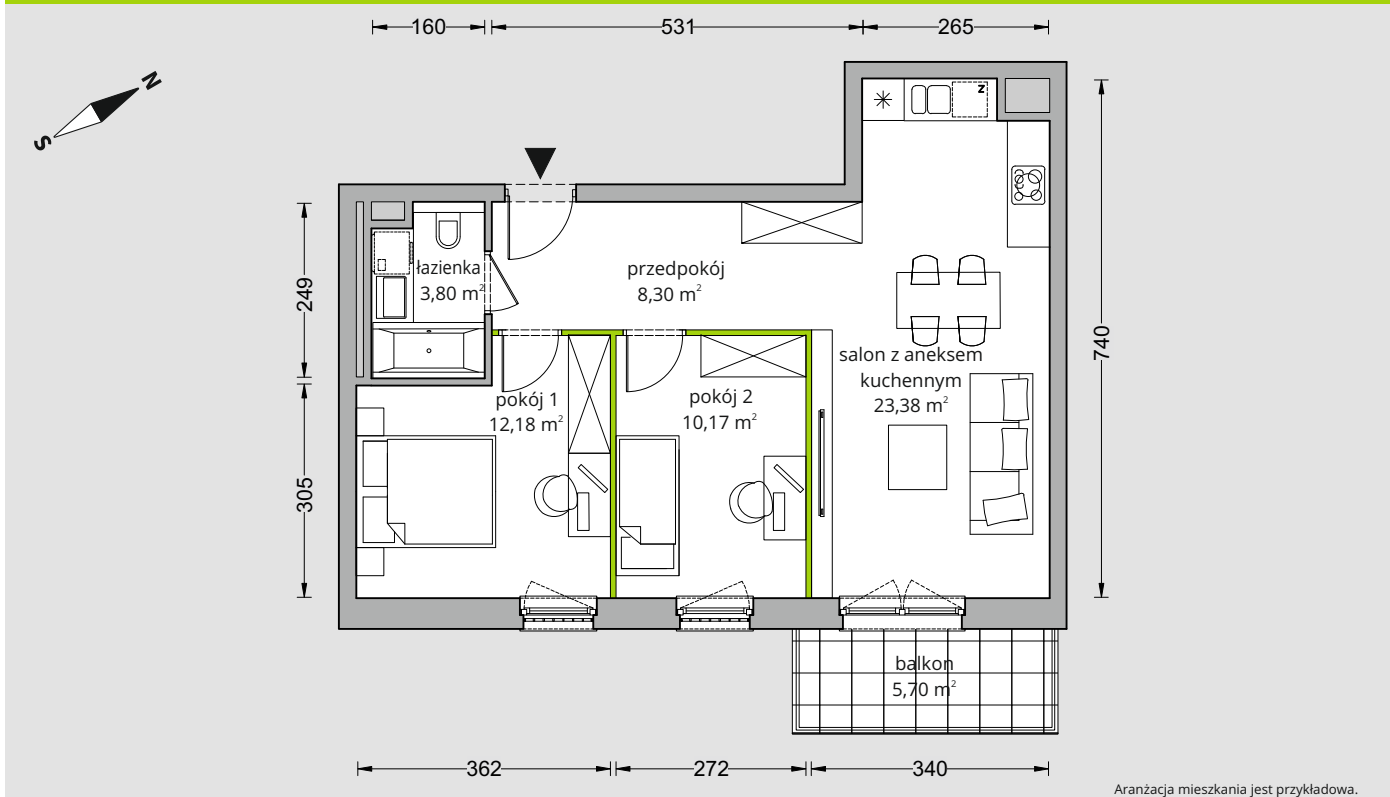 160
531
265
N
S
z
łazienka
3,80 m²
przedpokój
8,30 m²
249
740
salon z aneksem
kuchennym
23,38 m²
pokój 1
12,18 m²
pokój 2
10,17 m²
305
balkon
5,70 m²
362
272
340
Aranżacja mieszkania jest przykładowa.